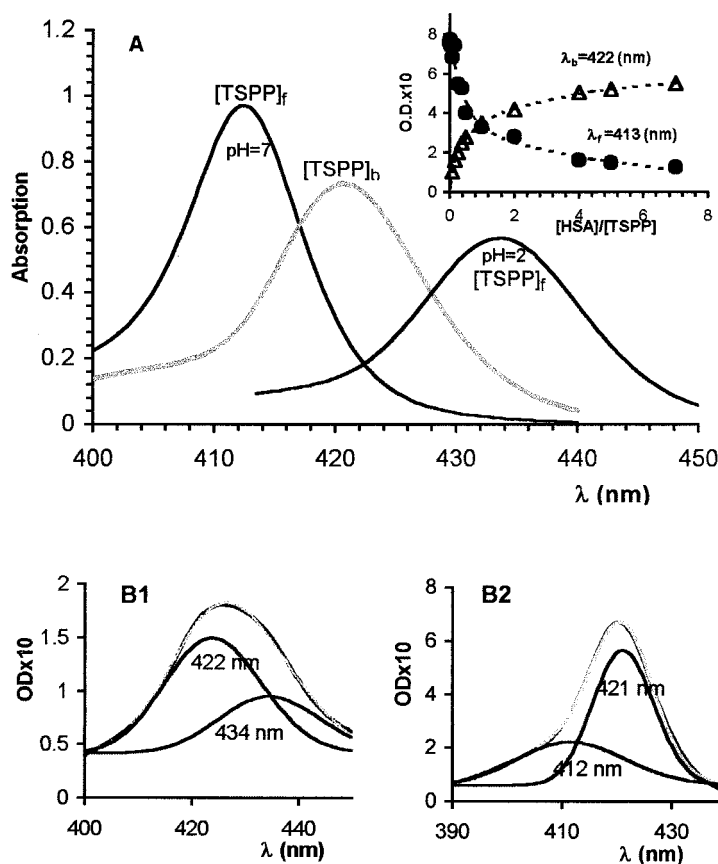 A
Absorption
1.2
1
0.8
0.6
0.4
0.2
0
400
410
420
430
440
450
λ (nm)
[TSPP]f
pH=7
[TSPP]b
pH=2
[TSPP]f
O.D.x10
8
6
4
2
0
0
2
4
6
8
[HSA]/[TSPP]
λb=422 (nm)
λf=413 (nm)
B1
ODx10
2
1.5
1
0.5
0
400
420
440
λ (nm)
422 nm
434 nm
B2
ODx10
8
6
4
2
0
390
410
430
λ (nm)
421 nm
412 nm